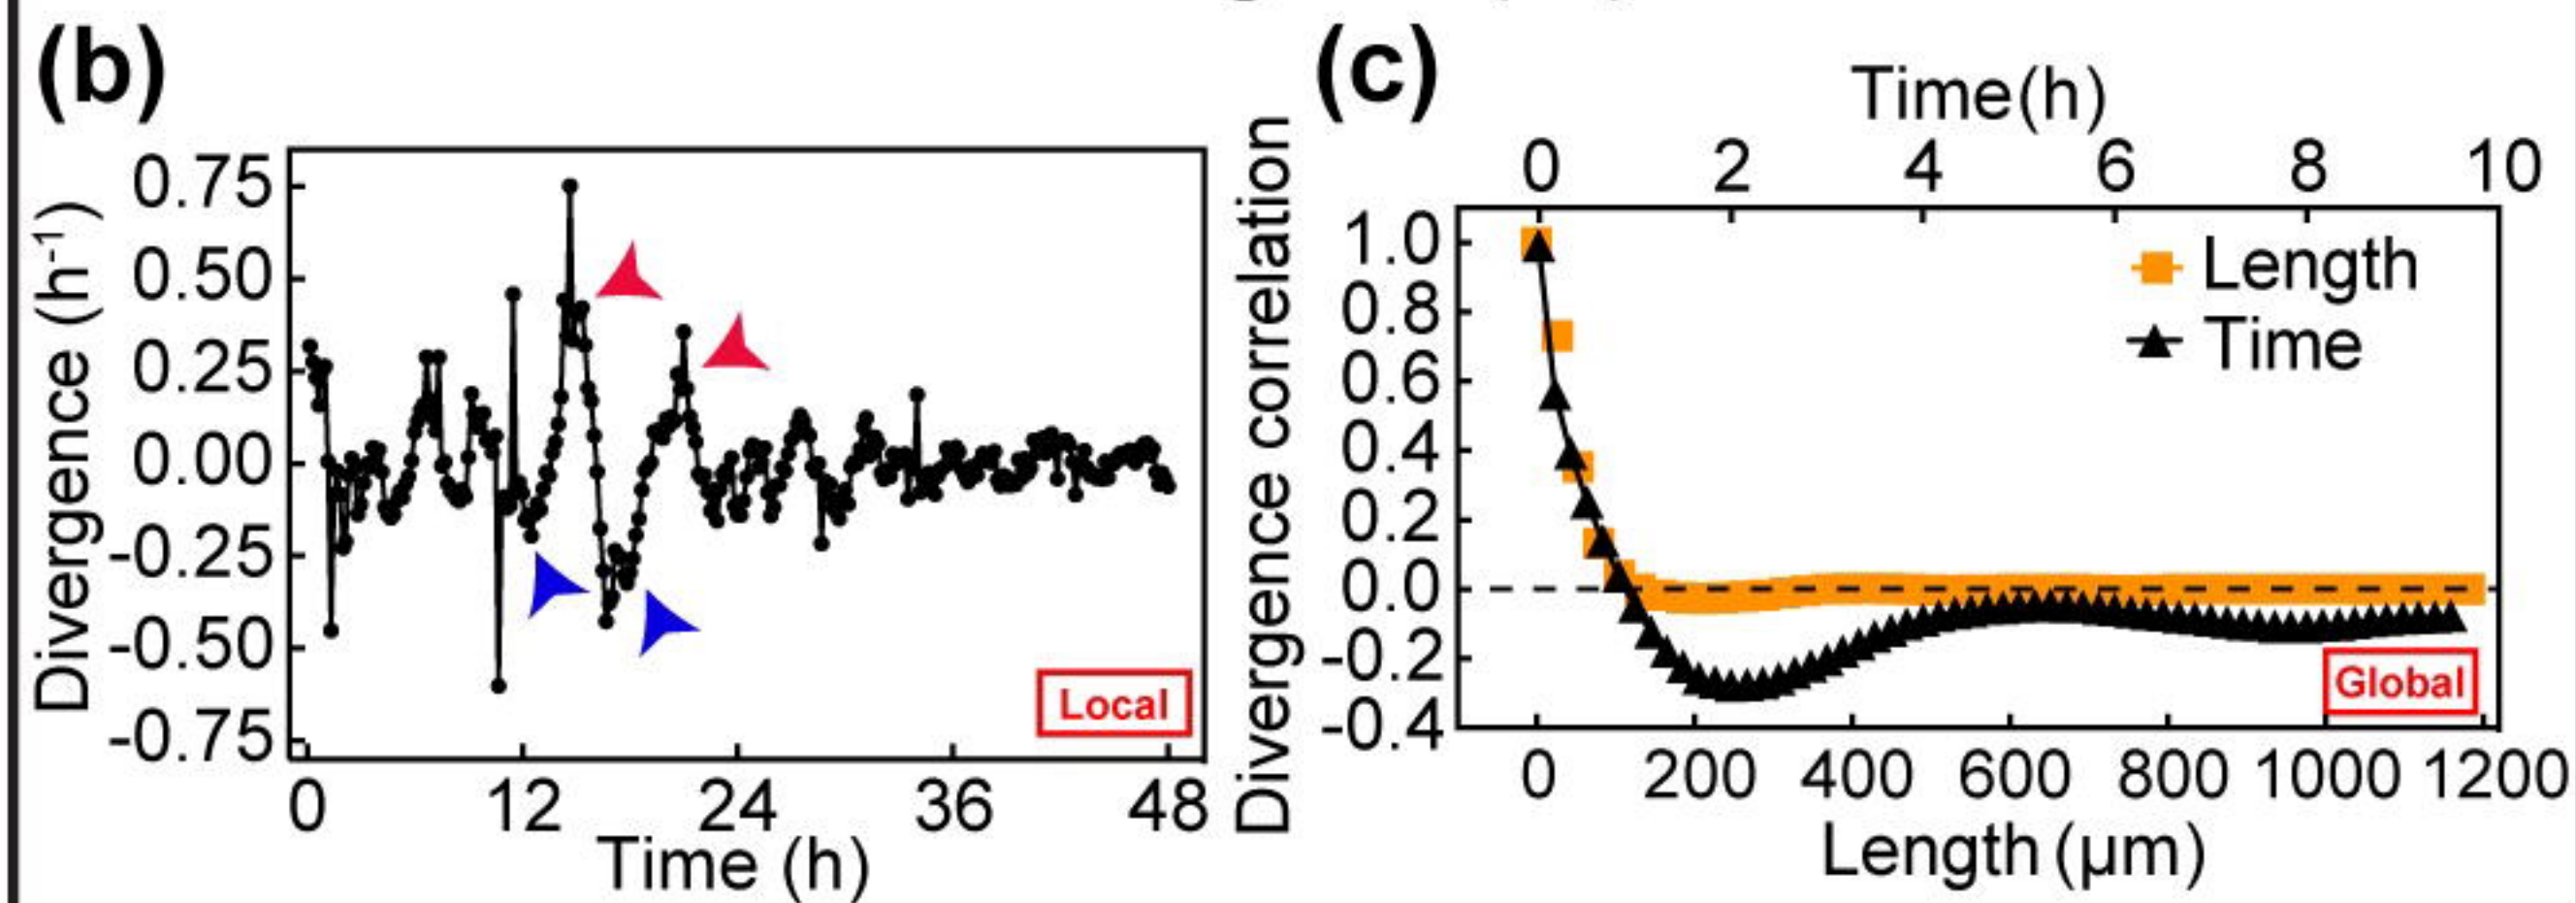 (b)
Divergence (h-1)
0.75
0.50
0.25
0.00
-0.25
-0.50
-0.75
0 12 24 36 48
Time (h)
Local
(c)
Time (h)
0 2 4 6 8 10
Divergence correlation
1.0
0.8
0.6
0.4
0.2
0.0
-0.2
-0.4
Length
Time
Global
0 200 400 600 800 1000 1200
Length (µm)